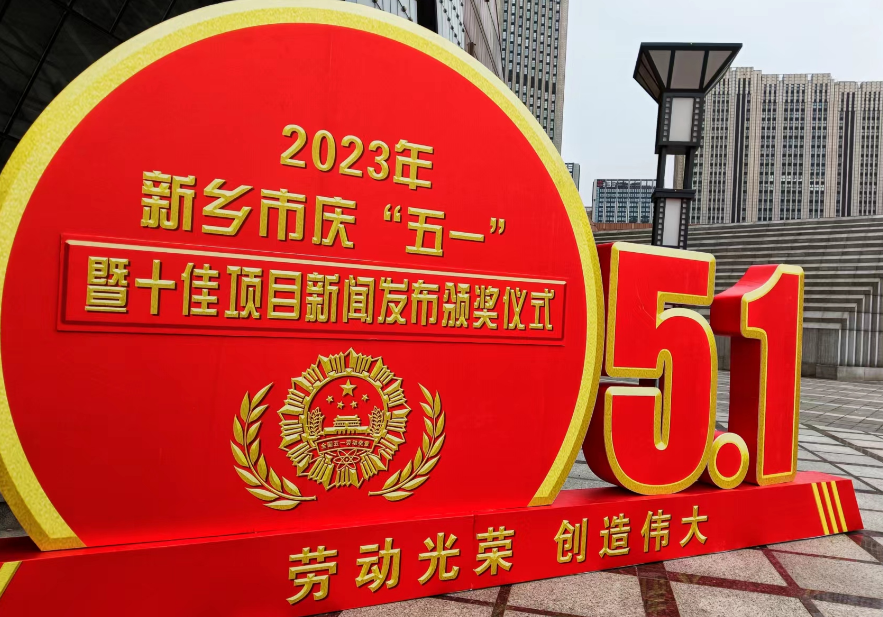 2023年
新乡市庆“五一”
暨十佳项目新闻发布颁奖仪式
5.1
劳动光荣 创造伟大